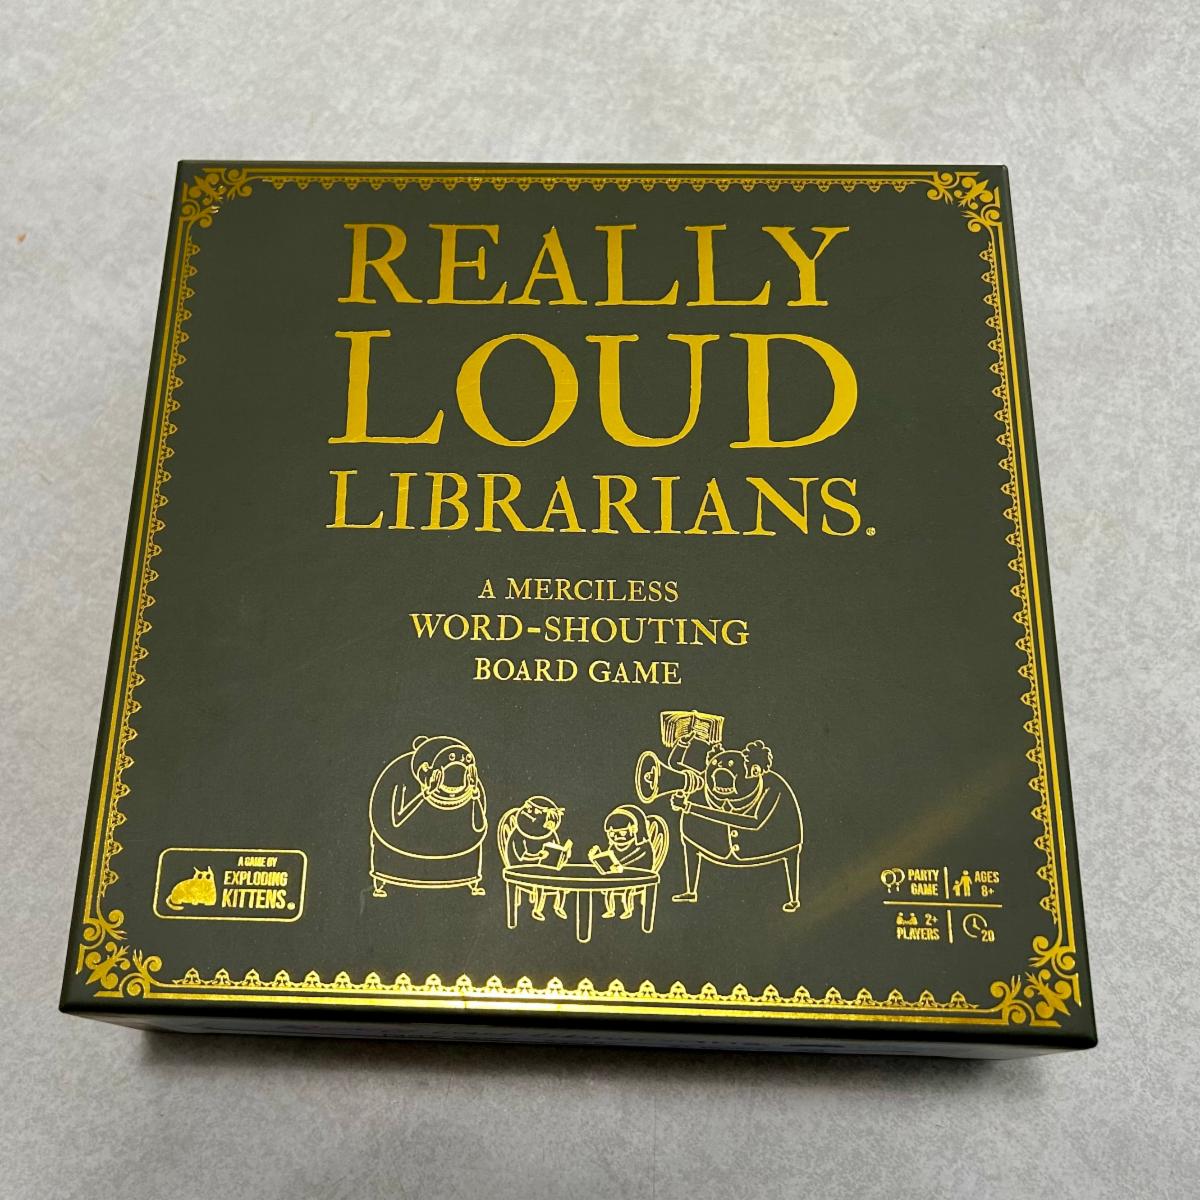 REALLY
LOUD
LIBRARIANS®
A MERCILESS
WORD-SHOUTING
BOARD GAME
A GAME BY
EXPLODING
KITTENS®
PARTY
GAME
AGES
8+
2+
PLAYERS
20